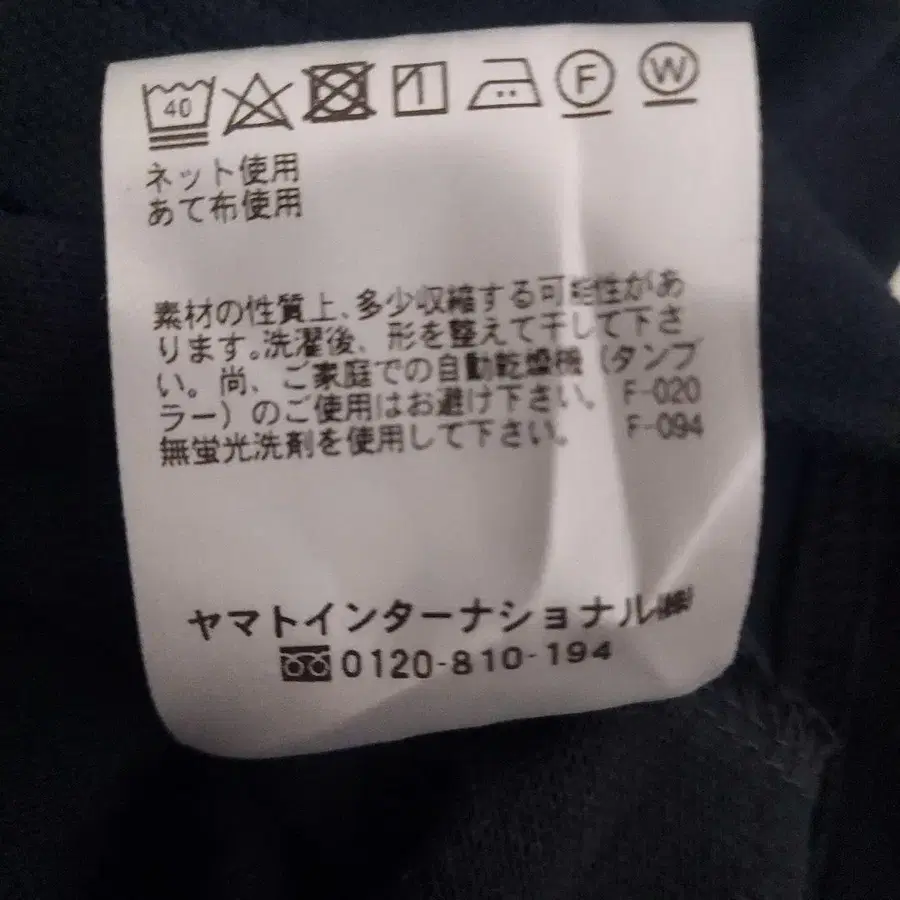 40 F W
ネット使用
あて布使用
素材の性質上、多少収縮する可能性があ
ります。洗濯後、形を整えて干して下さ
い。尚、ご家庭での自動乾燥機（タンブ
ラー）のご使用はお避け下さい。 F-020
無蛍光洗剤を使用して下さい。 F-094
ヤマトインターナショナル㈱
0120-810-194